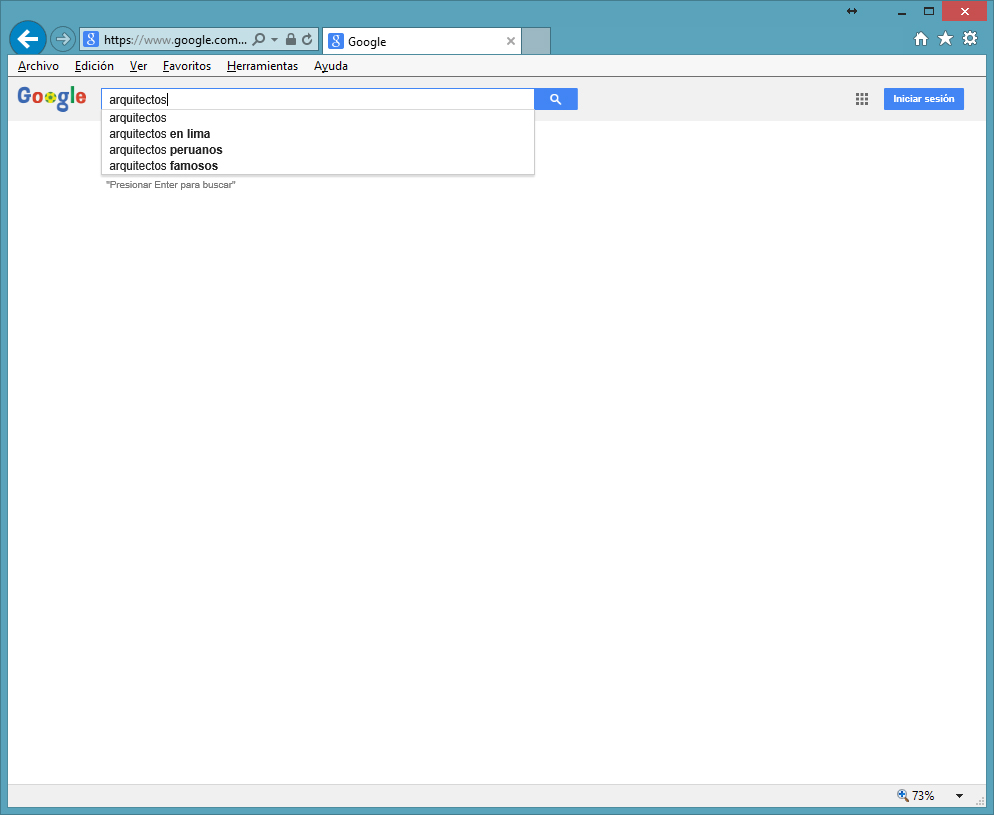 https://www.google.com...
Google
Archivo Edición Ver Favoritos Herramientas Ayuda
Google arquitectos Iniciar sesión
arquitectos
arquitectos en lima
arquitectos peruanos
arquitectos famosos
"Presionar Enter para buscar"
73%